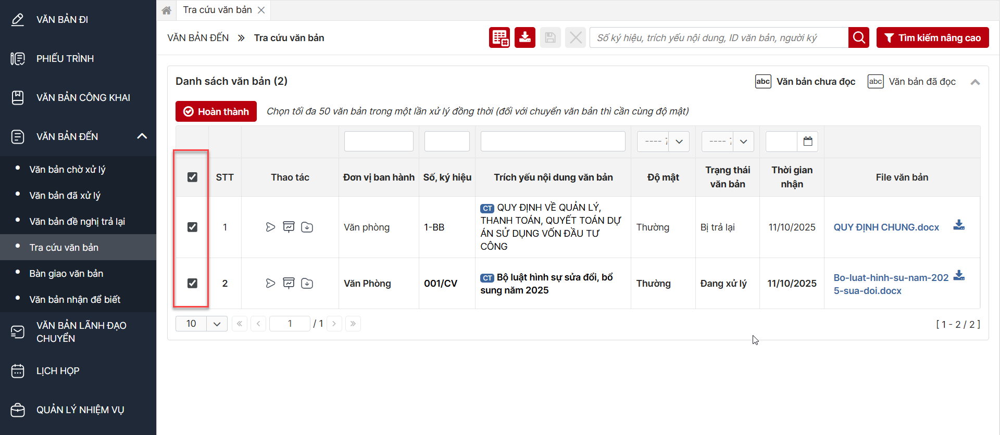 VĂN BẢN ĐI
PHIẾU TRÌNH
VĂN BẢN CÔNG KHAI
VĂN BẢN ĐẾN
Văn bản chờ xử lý
Văn bản đã xử lý
Văn bản đề nghị trả lại
Tra cứu văn bản
Bàn giao văn bản
Văn bản nhận để biết
VĂN BẢN LÃNH ĐẠO
CHUYỂN
LỊCH HỌP
QUẢN LÝ NHIỆM VỤ
Tra cứu văn bản
VĂN BẢN ĐẾN » Tra cứu văn bản
Số ký hiệu, trích yếu nội dung, ID văn bản, người ký
Tìm kiếm nâng cao
Danh sách văn bản (2)
abc Văn bản chưa đọc abc Văn bản đã đọc
Hoàn thành Chọn tối đa 50 văn bản trong một lần xử lý đồng thời (đối với chuyển văn bản thì cần cùng độ mật)
---- ----
STT Thao tác Đơn vị ban hành Số, ký hiệu Trích yếu nội dung văn bản Độ mật Trạng thái văn bản Thời gian nhận File văn bản
1 Văn phòng 1-BB
CT QUY ĐỊNH VỀ QUẢN LÝ,
THANH TOÁN, QUYẾT TOÁN DỰ
ÁN SỬ DỤNG VỐN ĐẦU TƯ
CÔNG
Thường Bị trả lại 11/10/2025 QUY ĐỊNH CHUNG.docx
2 Văn Phòng 001/CV
CT Bộ luật hình sự sửa đổi, bổ
sung năm 2025
Thường Đang xử lý 11/10/2025
Bo-luat-hinh-su-nam-202
5-sua-doi.docx
10 « ‹ 1 / 1 › »
[ 1 - 2 / 2 ]